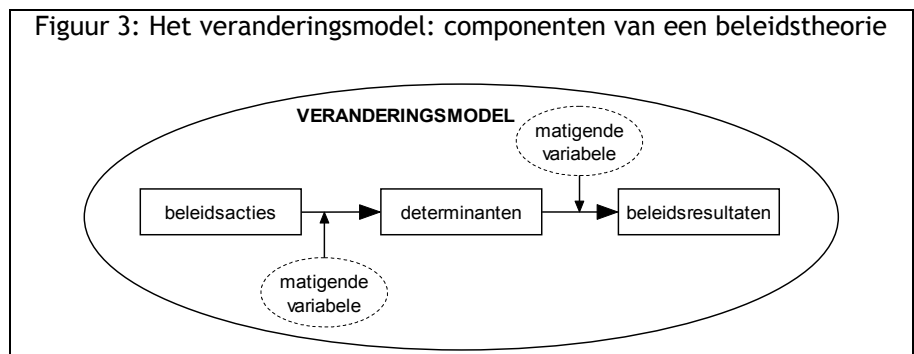 Figuur 3: Het veranderingsmodel: componenten van een beleidstheorie
VERANDERINGSMODEL
matigende
variabele
beleidsacties
determinanten
beleidsresultaten
matigende
variabele